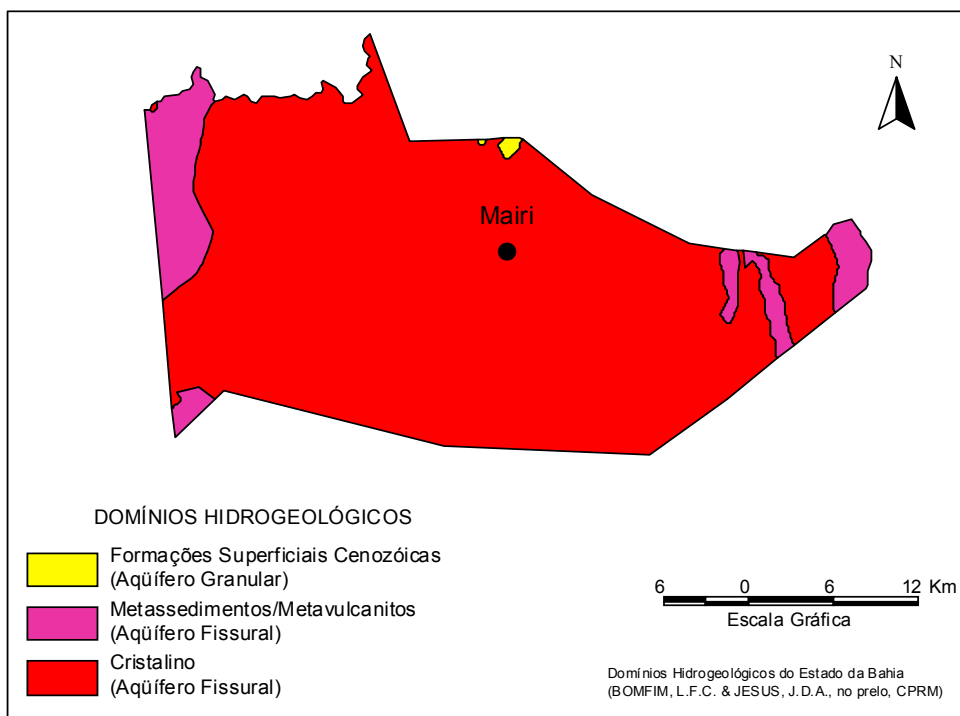 N
Mairi
DOMÍNIOS HIDROGEOLÓGICOS
Formações Superficiais Cenozóicas
(Aqüífero Granular)
Metassedimentos/Metavulcanitos
(Aqüífero Fissural)
Cristalino
(Aqüífero Fissural)
6 0 6 12 Km
Escala Gráfica
Domínios Hidrogeológicos do Estado da Bahia
(BOMFIM, L.F.C. & JESUS, J.D.A., no prelo, CPRM)